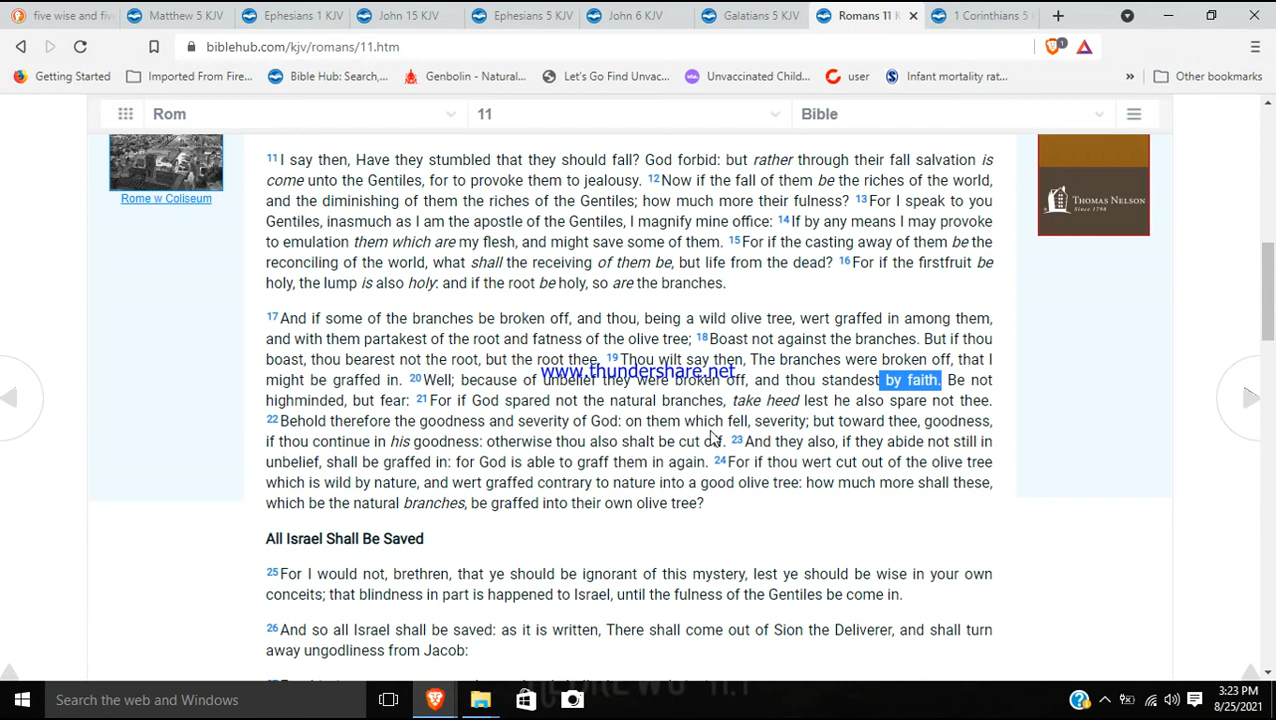 five wise and fiv
Matthew 5 KJV
Ephesians 1 KJV
John 15 KJV
Ephesians 5 KJV
John 6 KJV
Galatians 5 KJV
Romans 11 K
1 Corinthians 5
biblehub.com/kjv/romans/11.htm
1
Getting Started
Imported From Fire...
Bible Hub: Search,...
Genbolin - Natural...
Let's Go Find Unvac...
Unvaccinated Child...
user
Infant mortality rat...
»
Other bookmarks
Rom
11
Bible
Rome w Coliseum
THOMAS NELSON
Since 1798
11 I say then, Have they stumbled that they should fall? God forbid: but rather through their fall salvation is
come unto the Gentiles, for to provoke them to jealousy. 12 Now if the fall of them be the riches of the world,
and the diminishing of them the riches of the Gentiles; how much more their fulness? 13 For I speak to you
Gentiles, inasmuch as I am the apostle of the Gentiles, I magnify mine office: 14 If by any means I may provoke
to emulation them which are my flesh, and might save some of them. 15 For if the casting away of them be the
reconciling of the world, what shall the receiving of them be, but life from the dead? 16 For if the firstfruit be
holy, the lump is also holy: and if the root be holy, so are the branches.
17 And if some of the branches be broken off, and thou, being a wild olive tree, wert graffed in among them,
and with them partakest of the root and fatness of the olive tree; 18 Boast not against the branches. But if thou
boast, thou bearest not the root, but the root thee. 19 Thou wilt say then, The branches were broken off, that I
www.thundershare.net
might be graffed in. 20 Well; because of unbelief they were broken off, and thou standest by faith. Be not
highminded, but fear: 21 For if God spared not the natural branches, take heed lest he also spare not thee.
22 Behold therefore the goodness and severity of God: on them which fell, severity; but toward thee, goodness,
if thou continue in his goodness: otherwise thou also shalt be cut off. 23 And they also, if they abide not still in
unbelief, shall be graffed in: for God is able to graff them in again. 24 For if thou wert cut out of the olive tree
which is wild by nature, and wert graffed contrary to nature into a good olive tree: how much more shall these,
which be the natural branches, be graffed into their own olive tree?
All Israel Shall Be Saved
25 For I would not, brethren, that ye should be ignorant of this mystery, lest ye should be wise in your own
conceits; that blindness in part is happened to Israel, until the fulness of the Gentiles be come in.
26 And so all Israel shall be saved: as it is written, There shall come out of Sion the Deliverer, and shall turn
away ungodliness from Jacob:
Search the web and Windows
3:23 PM
8/25/2021